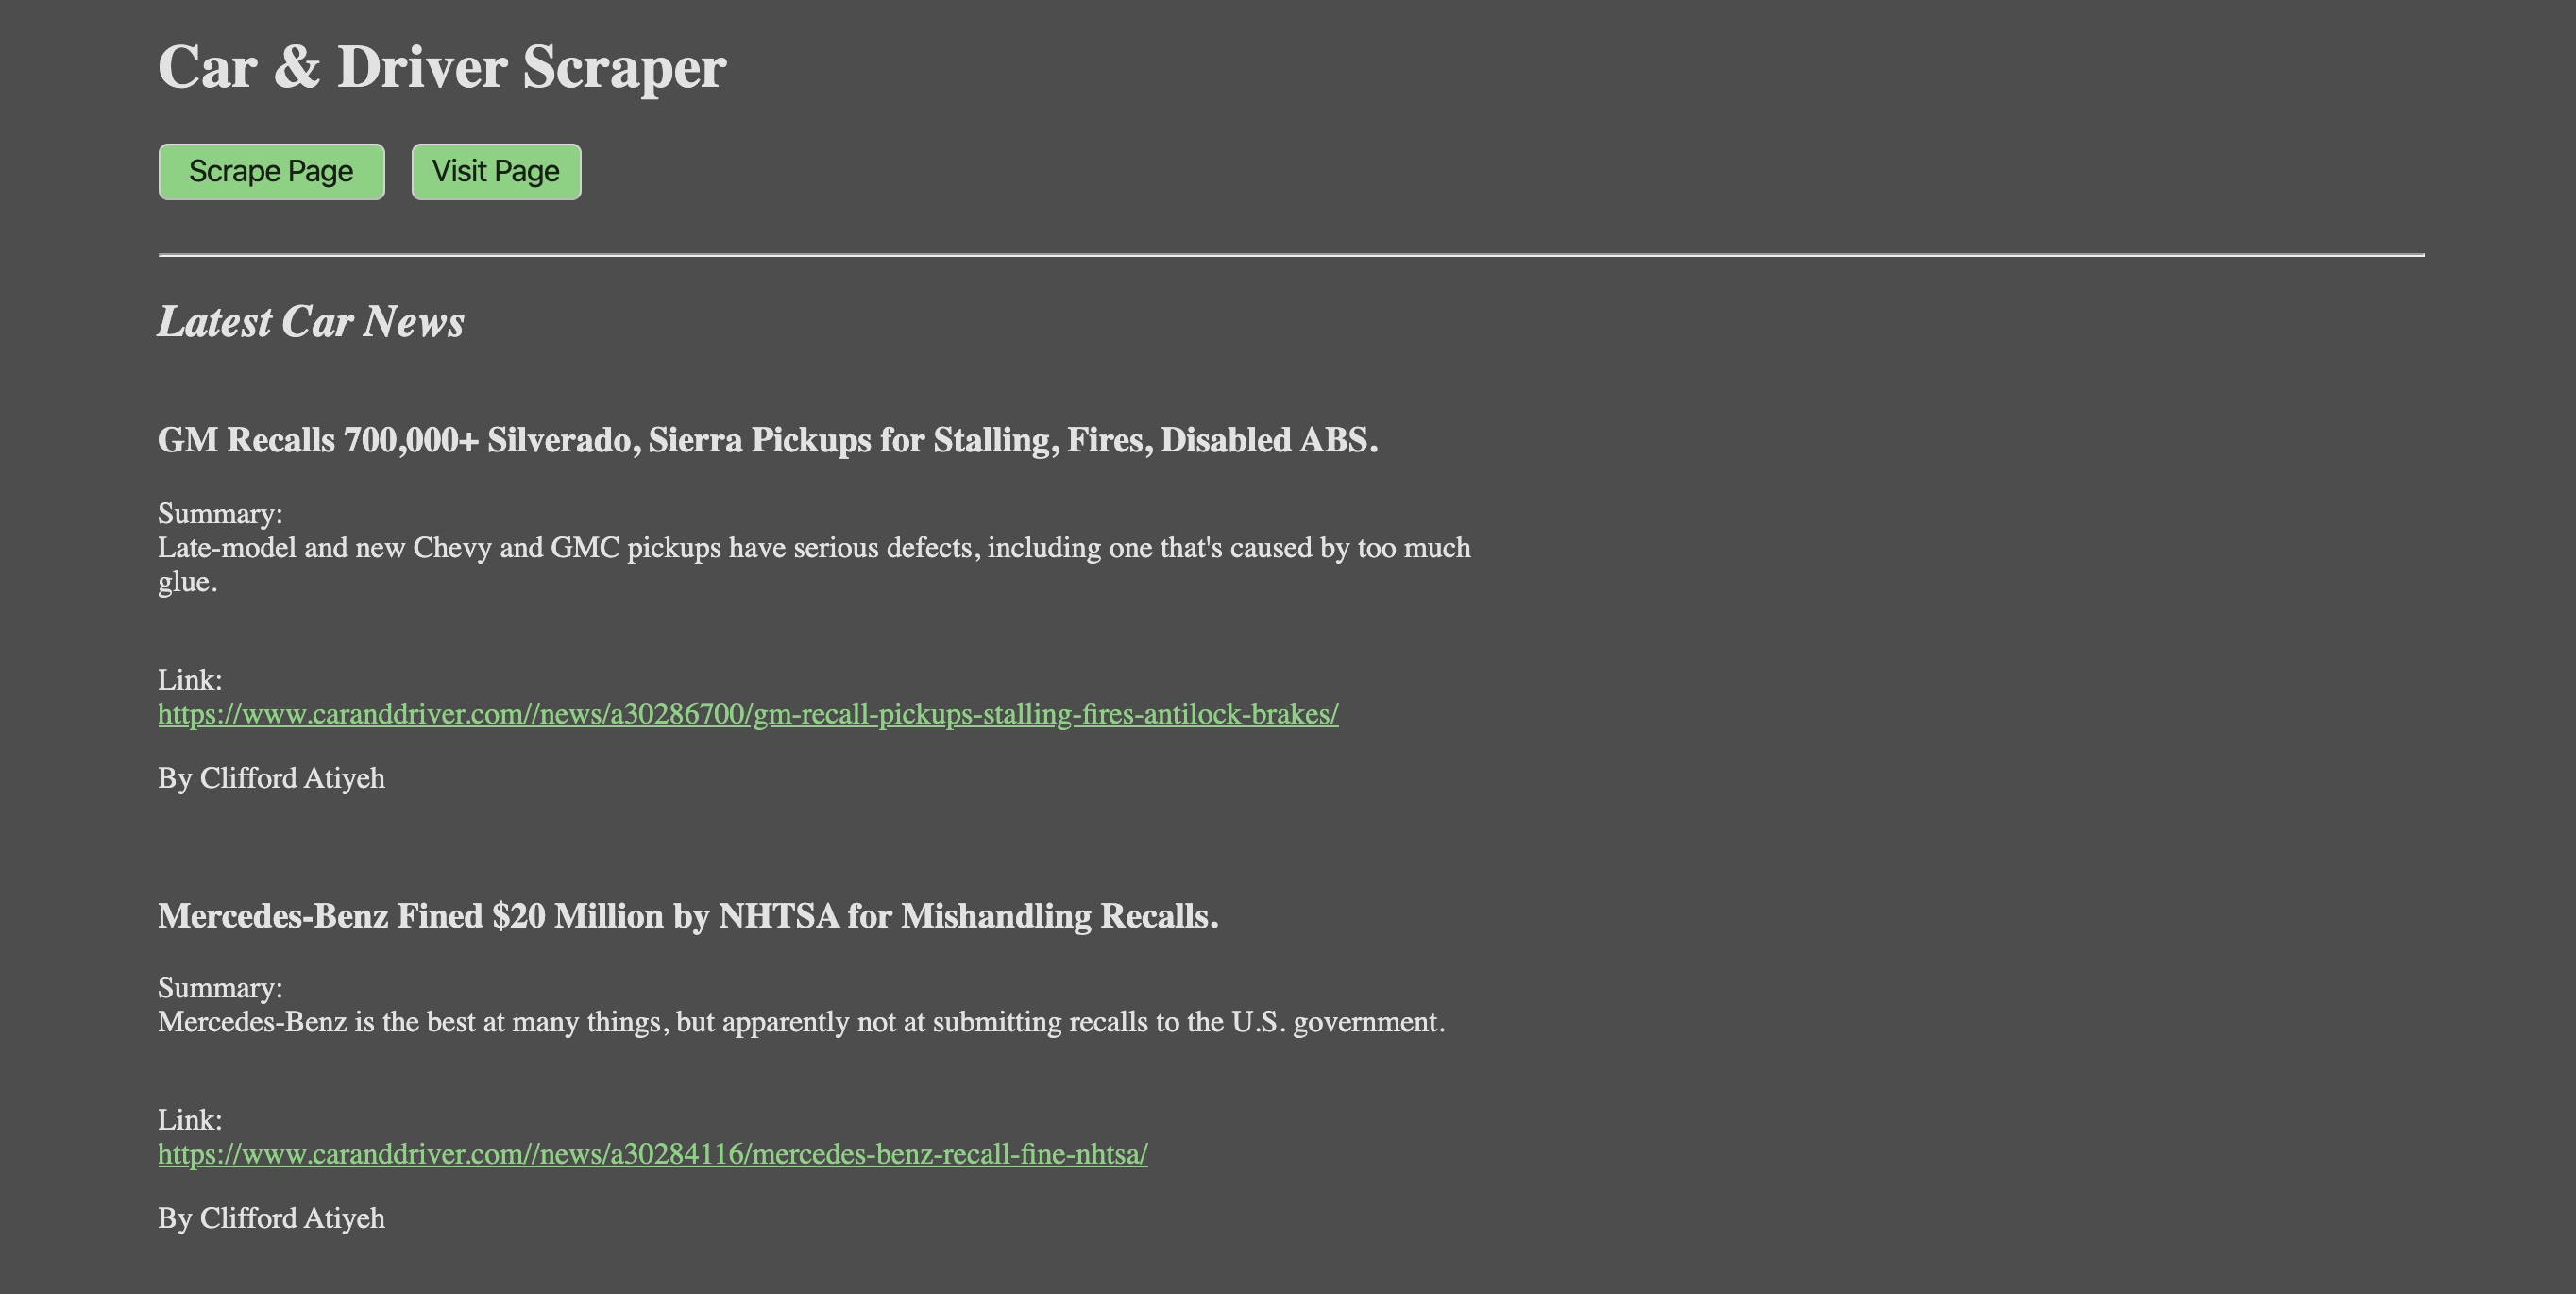 Car & Driver Scraper
Scrape Page Visit Page
Latest Car News
GM Recalls 700,000+ Silverado, Sierra Pickups for Stalling, Fires, Disabled ABS.
Summary:
Late-model and new Chevy and GMC pickups have serious defects, including one that's caused by too much
glue.
Link:
https://www.caranddriver.com//news/a30286700/gm-recall-pickups-stalling-fires-antilock-brakes/
By Clifford Atiyeh
Mercedes-Benz Fined $20 Million by NHTSA for Mishandling Recalls.
Summary:
Mercedes-Benz is the best at many things, but apparently not at submitting recalls to the U.S. government.
Link:
https://www.caranddriver.com//news/a30284116/mercedes-benz-recall-fine-nhtsa/
By Clifford Atiyeh